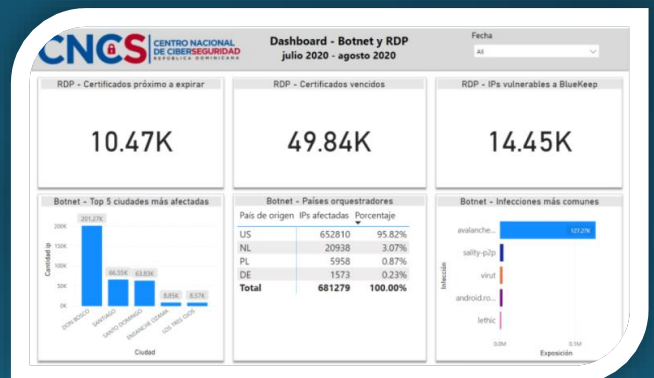 CNCS
CENTRO NACIONAL
DE CIBERSEGURIDAD
REPÚBLICA DOMINICANA
Dashboard - Botnet y RDP
julio 2020 - agosto 2020
Fecha
All
RDP - Certificados próximo a expirar
10.47K
RDP - Certificados vencidos
49.84K
RDP - IPs vulnerables a BlueKeep
14.45K
Botnet - Top 5 ciudades más afectadas
Cantidad ip
200K
150K
100K
50K
0K
201.27K
66.55K
63.83K
8.85K
8.57K
DON BOSCO
SANTIAGO
SANTO DOMINGO
ENSANCHE OZAMA
LOS TRES OJOS
Ciudad
Botnet - Países orquestradores
País de origen IPs afectadas Porcentaje
US 652810 95.82%
NL 20938 3.07%
PL 5958 0.87%
DE 1573 0.23%
Total 681279 100.00%
Botnet - Infecciones más comunes
Infección
avalanche...
127.27K
sality-p2p
virut
android.ro...
lethic
0.0M 0.1M
Exposición